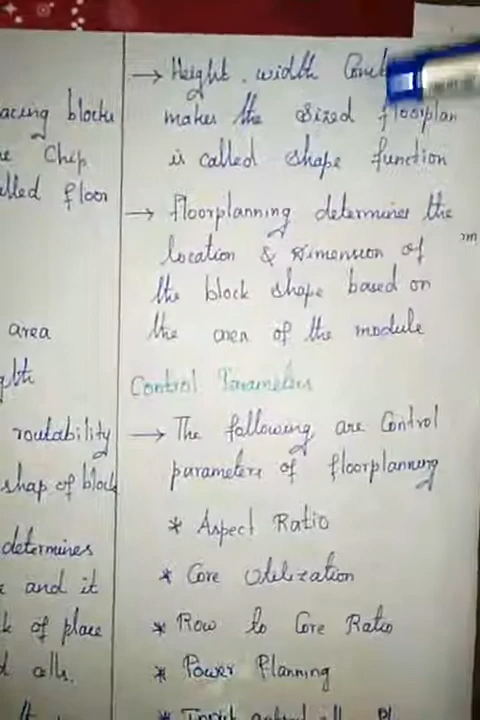 acing blocks
Chip
lled floor
area
routability
shap of block
determines
and it
of place
cells.
→ Height . width
makes the sized floorplan
is called shape function
→ floorplanning determines the
location & dimension of
the block shape based on
the area of the module
Control Parameters
→ The following are Control
parameters of floorplanning
* Aspect Ratio
* Core Utilization
* Row to Core Ratio
* Power Planning